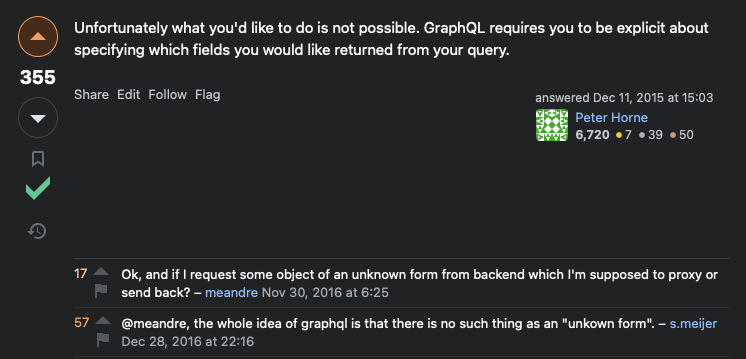 Unfortunately what you'd like to do is not possible. GraphQL requires you to be explicit about
specifying which fields you would like returned from your query.
355
Share Edit Follow Flag
answered Dec 11, 2015 at 15:03
Peter Horne
6,720 ●7 ●39 ●50
17 Ok, and if I request some object of an unknown form from backend which I'm supposed to proxy or
send back? – meandre Nov 30, 2016 at 6:25
57 @meandre, the whole idea of graphql is that there is no such thing as an "unkown form". – s.meijer
Dec 28, 2016 at 22:16